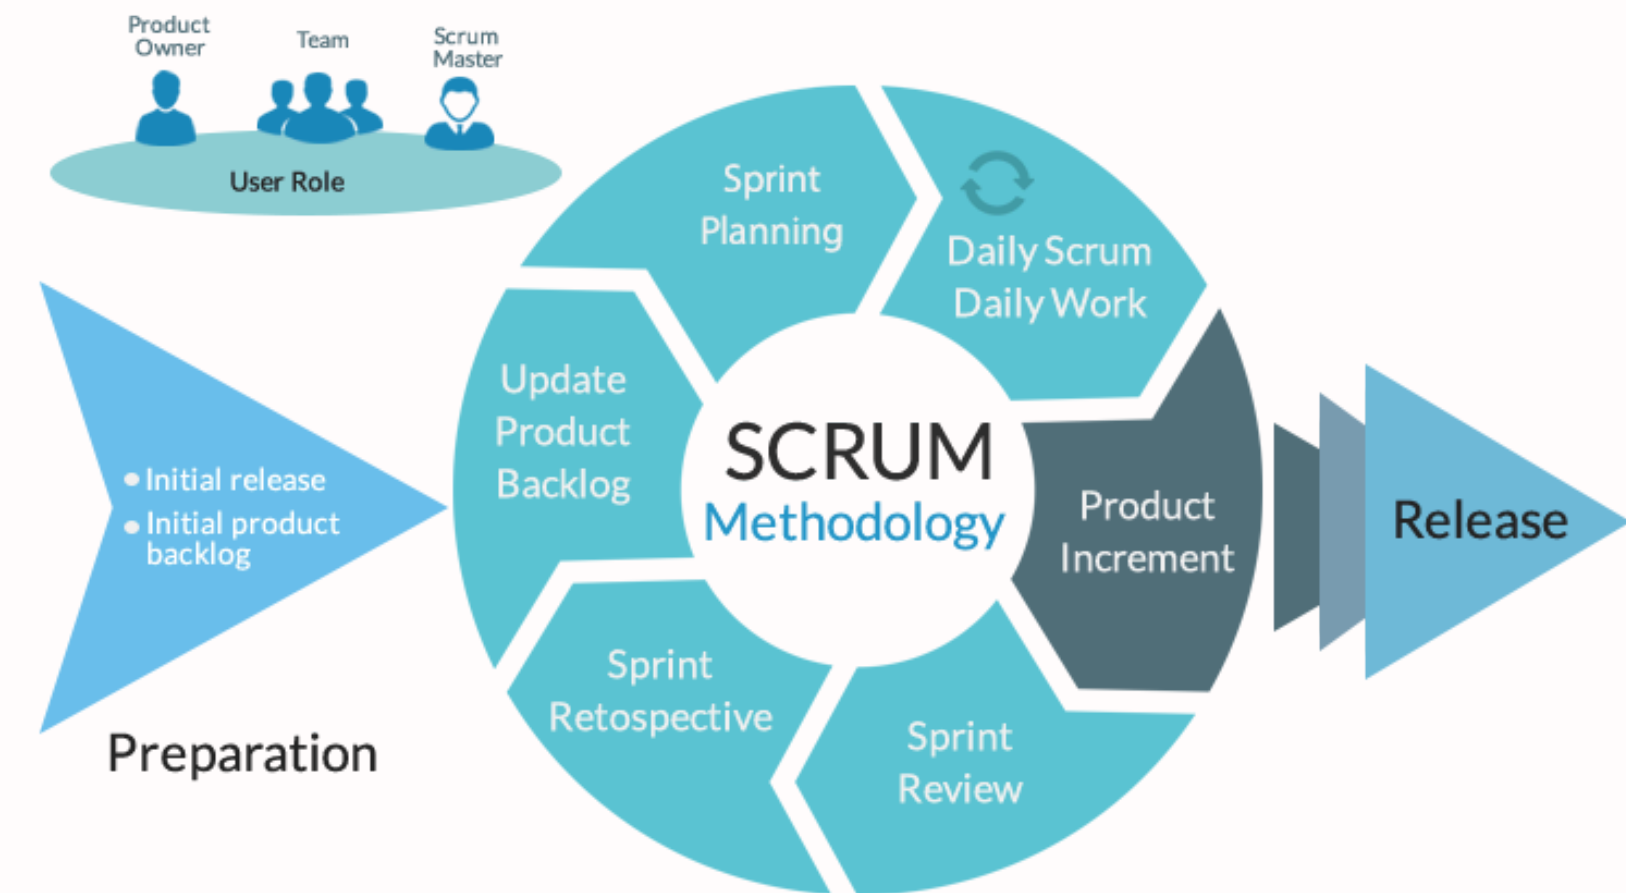 Product
Owner
Team
Scrum
Master
User Role
Sprint
Planning
Daily Scrum
Daily Work
Update
Product
Backlog
SCRUM
Methodology
Product
Increment
Release
Initial release
Initial product
backlog
Preparation
Sprint
Retospective
Sprint
Review